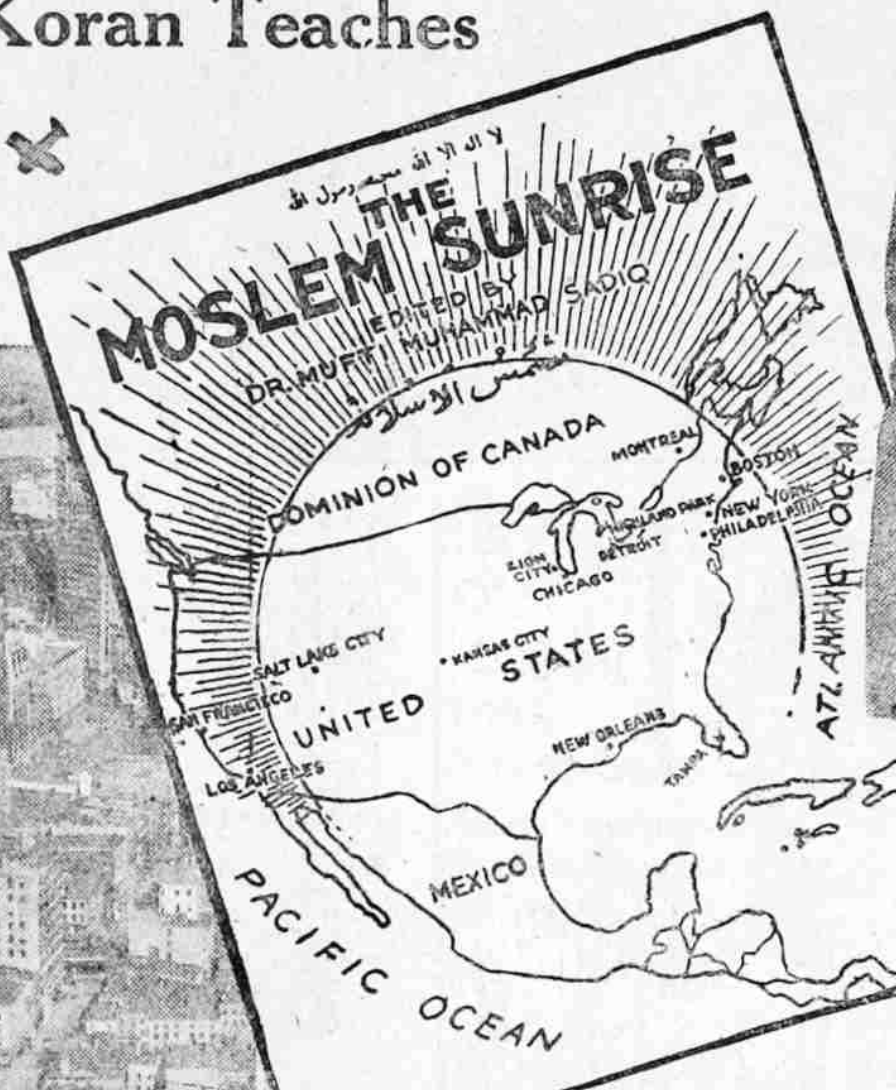 Koran Teaches
لا اله الا الله محمد رسول الله
THE
MOSLEM SUNRISE
EDITED BY
DR. MUFTI MUHAMMAD SADIQ
شمس الاسلام
DOMINION OF CANADA
MONTREAL
BOSTON
HIGHLAND PARK
NEW YORK
PHILADELPHIA
ZION
CITY
DETROIT
CHICAGO
ATLANTIC OCEAN
SALT LAKE CITY
KANSAS CITY
SAN FRANCISCO
UNITED STATES
LOS ANGELES
NEW ORLEANS
TAMPA
MEXICO
PACIFIC OCEAN